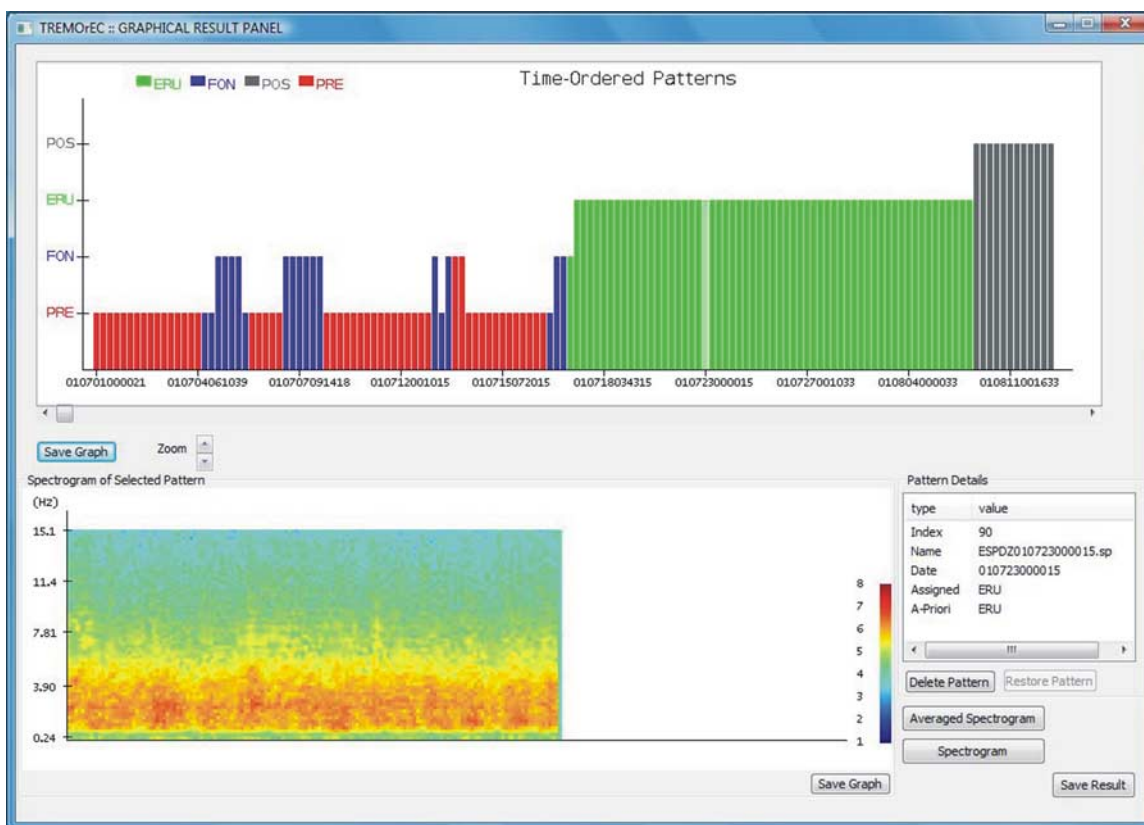 TREMOrEC :: GRAPHICAL RESULT PANEL
ERU FON POS PRE
Time-Ordered Patterns
POS
ERU
FON
PRE
010701000021 010704061039 010707091418 010712001015 010715072015 010718034315 010723000015 010727001033 010804000033 010811001633
Save Graph
Zoom
Spectrogram of Selected Pattern
(Hz)
15.1
11.4
7.81
3.90
0.24
8
7
6
5
4
3
2
1
Save Graph
Pattern Details
type value
Index 90
Name ESPDZ010723000015.sp
Date 010723000015
Assigned ERU
A-Priori ERU
Delete Pattern Restore Pattern
Averaged Spectrogram
Spectrogram
Save Result